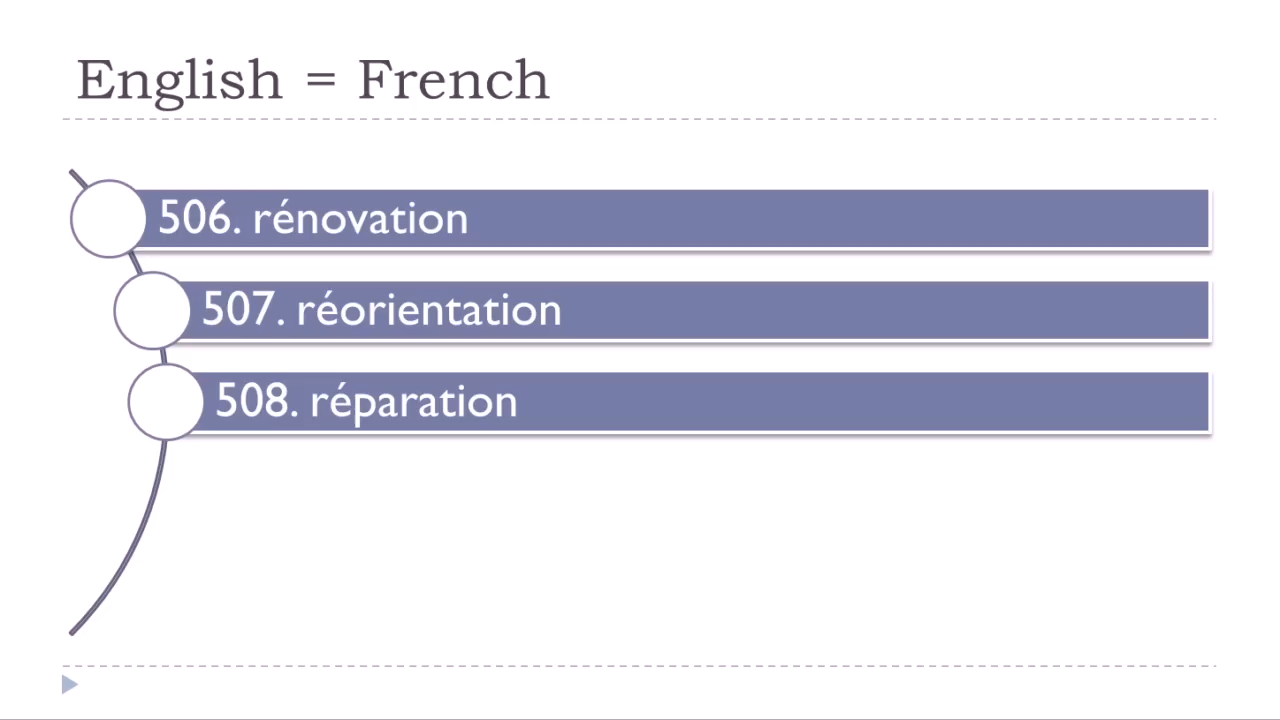 English = French
506. rénovation
507. réorientation
508. réparation